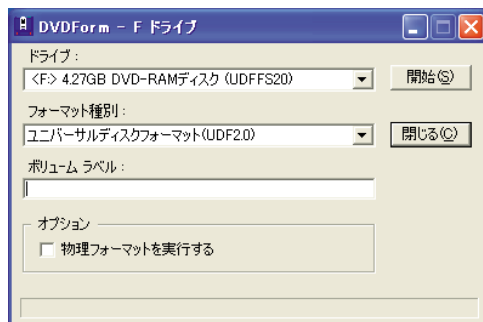 DVDForm - F ドライブ
ドライブ：
<F:> 4.27GB DVD-RAMディスク (UDFFS20)
開始(S)
フォーマット種別：
ユニバーサルディスクフォーマット(UDF2.0)
閉じる(C)
ボリューム ラベル：
オプション
物理フォーマットを実行する